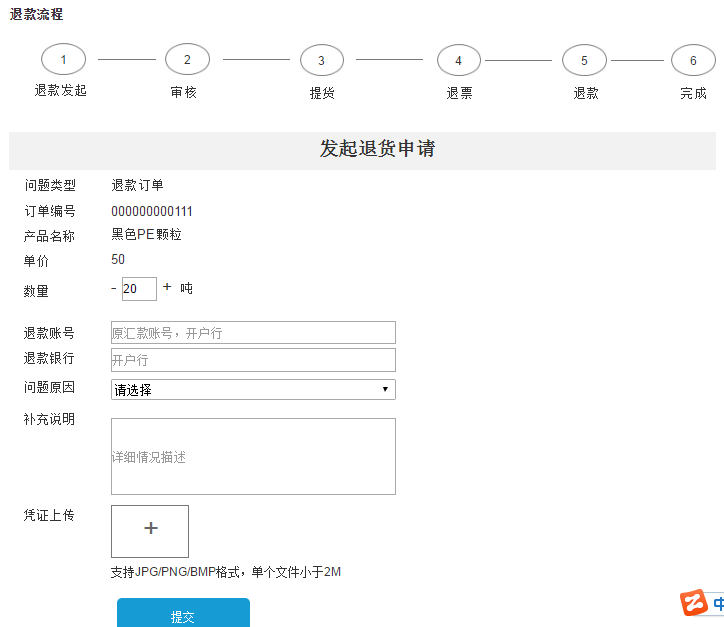 退款流程
1 2 3 4 5 6
退款发起 审核 提货 退票 退款 完成
发起退货申请
问题类型 退款订单
订单编号 000000000111
产品名称 黑色PE颗粒
单价 50
数量 - 20 + 吨
退款账号 原汇款账号，开户行
退款银行 开户行
问题原因 请选择
补充说明 详细情况描述
凭证上传 +
支持JPG/PNG/BMP格式，单个文件小于2M
提交
中